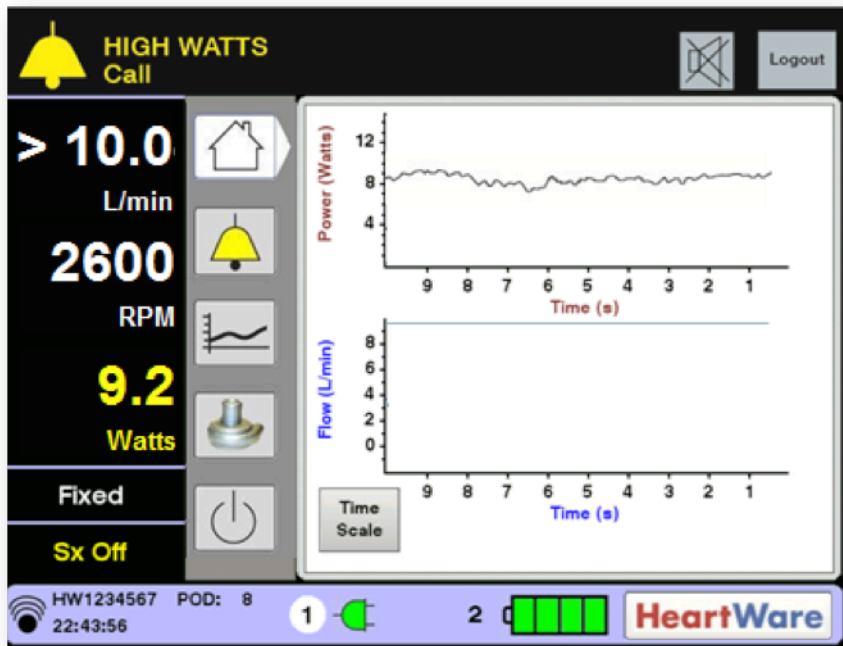 HIGH WATTS
Call
Logout
> 10.0
L/min
2600
RPM
9.2
Watts
Fixed
Sx Off
Power (Watts)
12
8
4
9 8 7 6 5 4 3 2 1
Time (s)
Flow (L/min)
8
6
4
2
0
9 8 7 6 5 4 3 2 1
Time (s)
Time
Scale
HW1234567 POD: 8
22:43:56
1
2
HeartWare